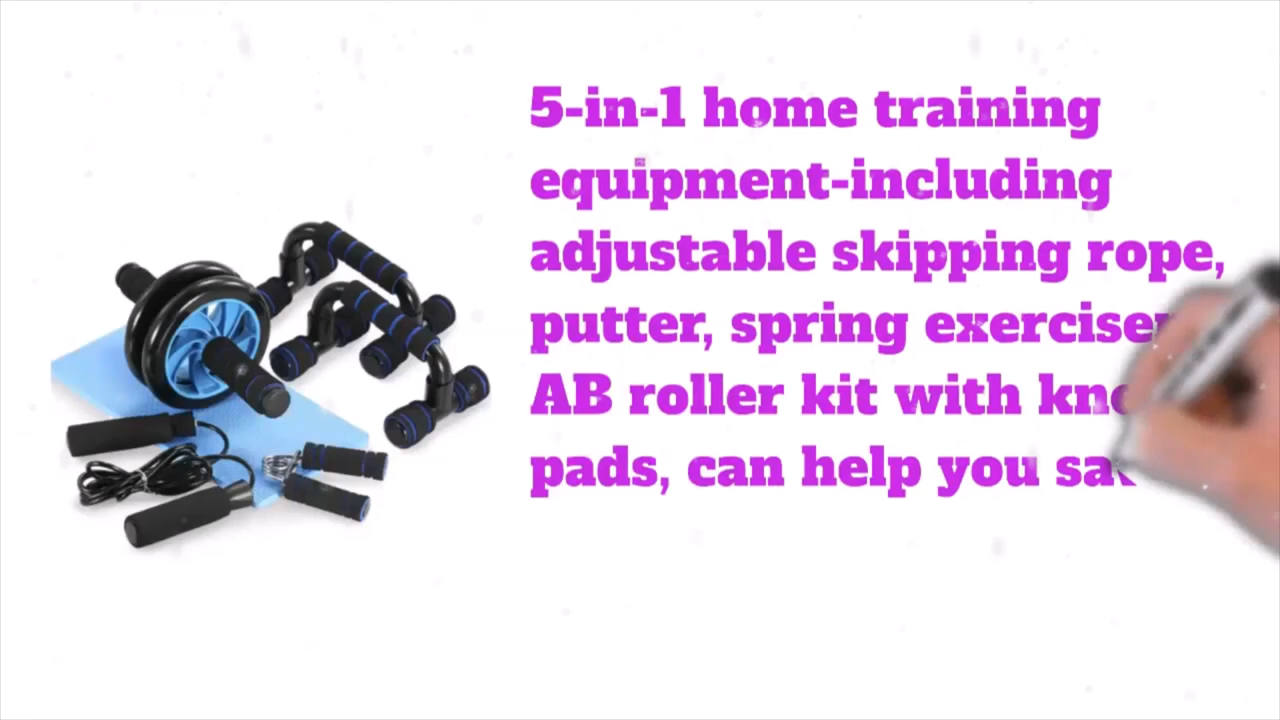 5-in-1 home training
equipment-including
adjustable skipping rope,
putter, spring exerciser
AB roller kit with
pads, can help you